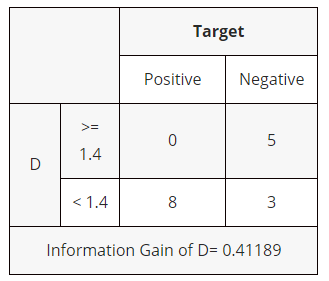 Target
Positive Negative
D
>=
1.4
0 5
< 1.4 8 3
Information Gain of D= 0.41189